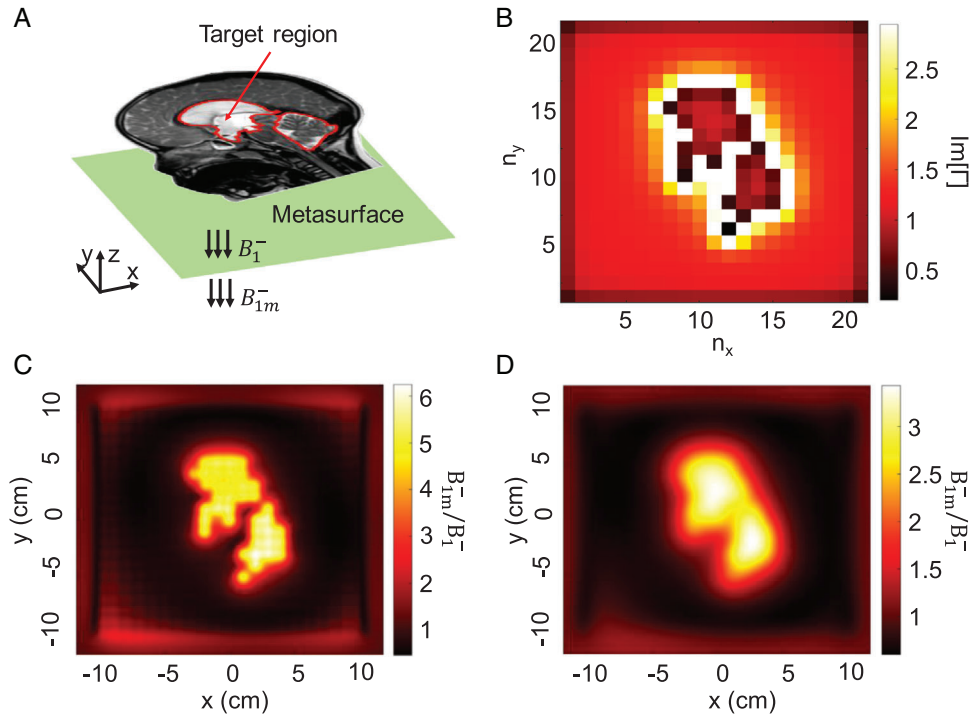 A
Target region
Metasurface
B₁⁻
B₁ₘ⁻
y
z
x
B
20
15
10
5
n_y
5
10
15
20
n_x
2.5
2
1.5
1
0.5
Im[Γ]
C
10
5
0
-5
-10
y (cm)
-10
-5
0
5
10
x (cm)
6
5
4
3
2
1
B₁ₘ⁻/B₁⁻
D
10
5
0
-5
-10
y (cm)
-10
-5
0
5
10
x (cm)
3
2.5
2
1.5
1
B₁ₘ⁻/B₁⁻